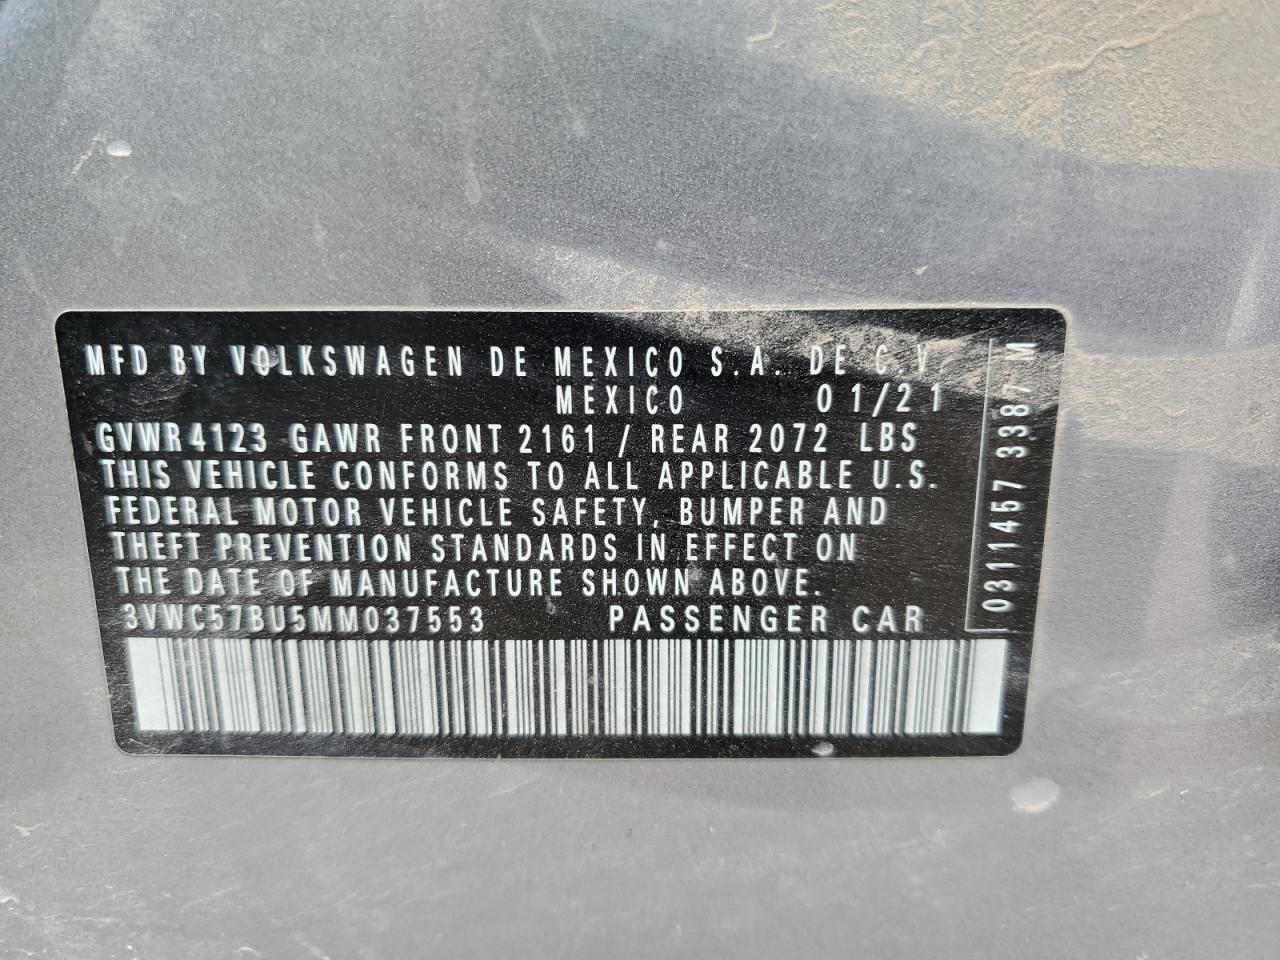 MFD BY VOLKSWAGEN DE MEXICO S.A. DE C.V.
MEXICO 01/21
GVWR 4123 GAWR FRONT 2161 / REAR 2072 LBS
THIS VEHICLE CONFORMS TO ALL APPLICABLE U.S.
FEDERAL MOTOR VEHICLE SAFETY, BUMPER AND
THEFT PREVENTION STANDARDS IN EFFECT ON
THE DATE OF MANUFACTURE SHOWN ABOVE.
3VWC57BU5MM037553 PASSENGER CAR
0311457 3387 M